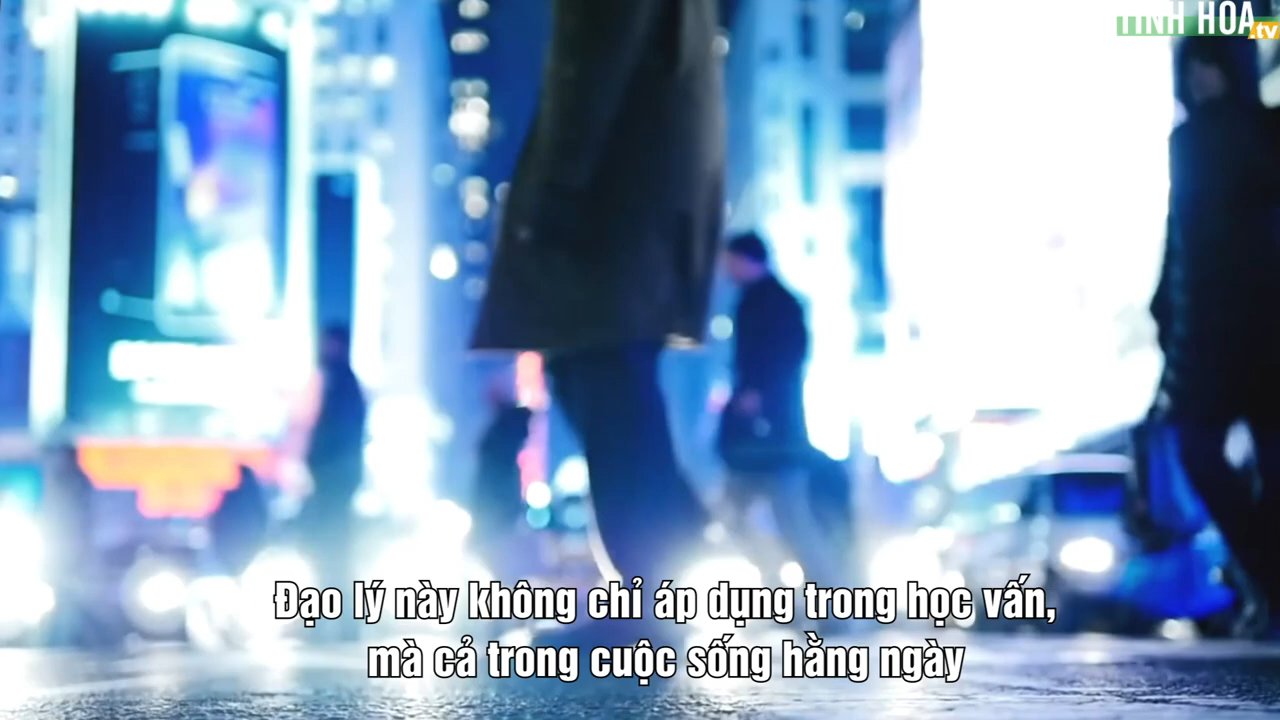 TINH HOA.tv
Đạo lý này không chỉ áp dụng trong học vấn,
mà cả trong cuộc sống hằng ngày